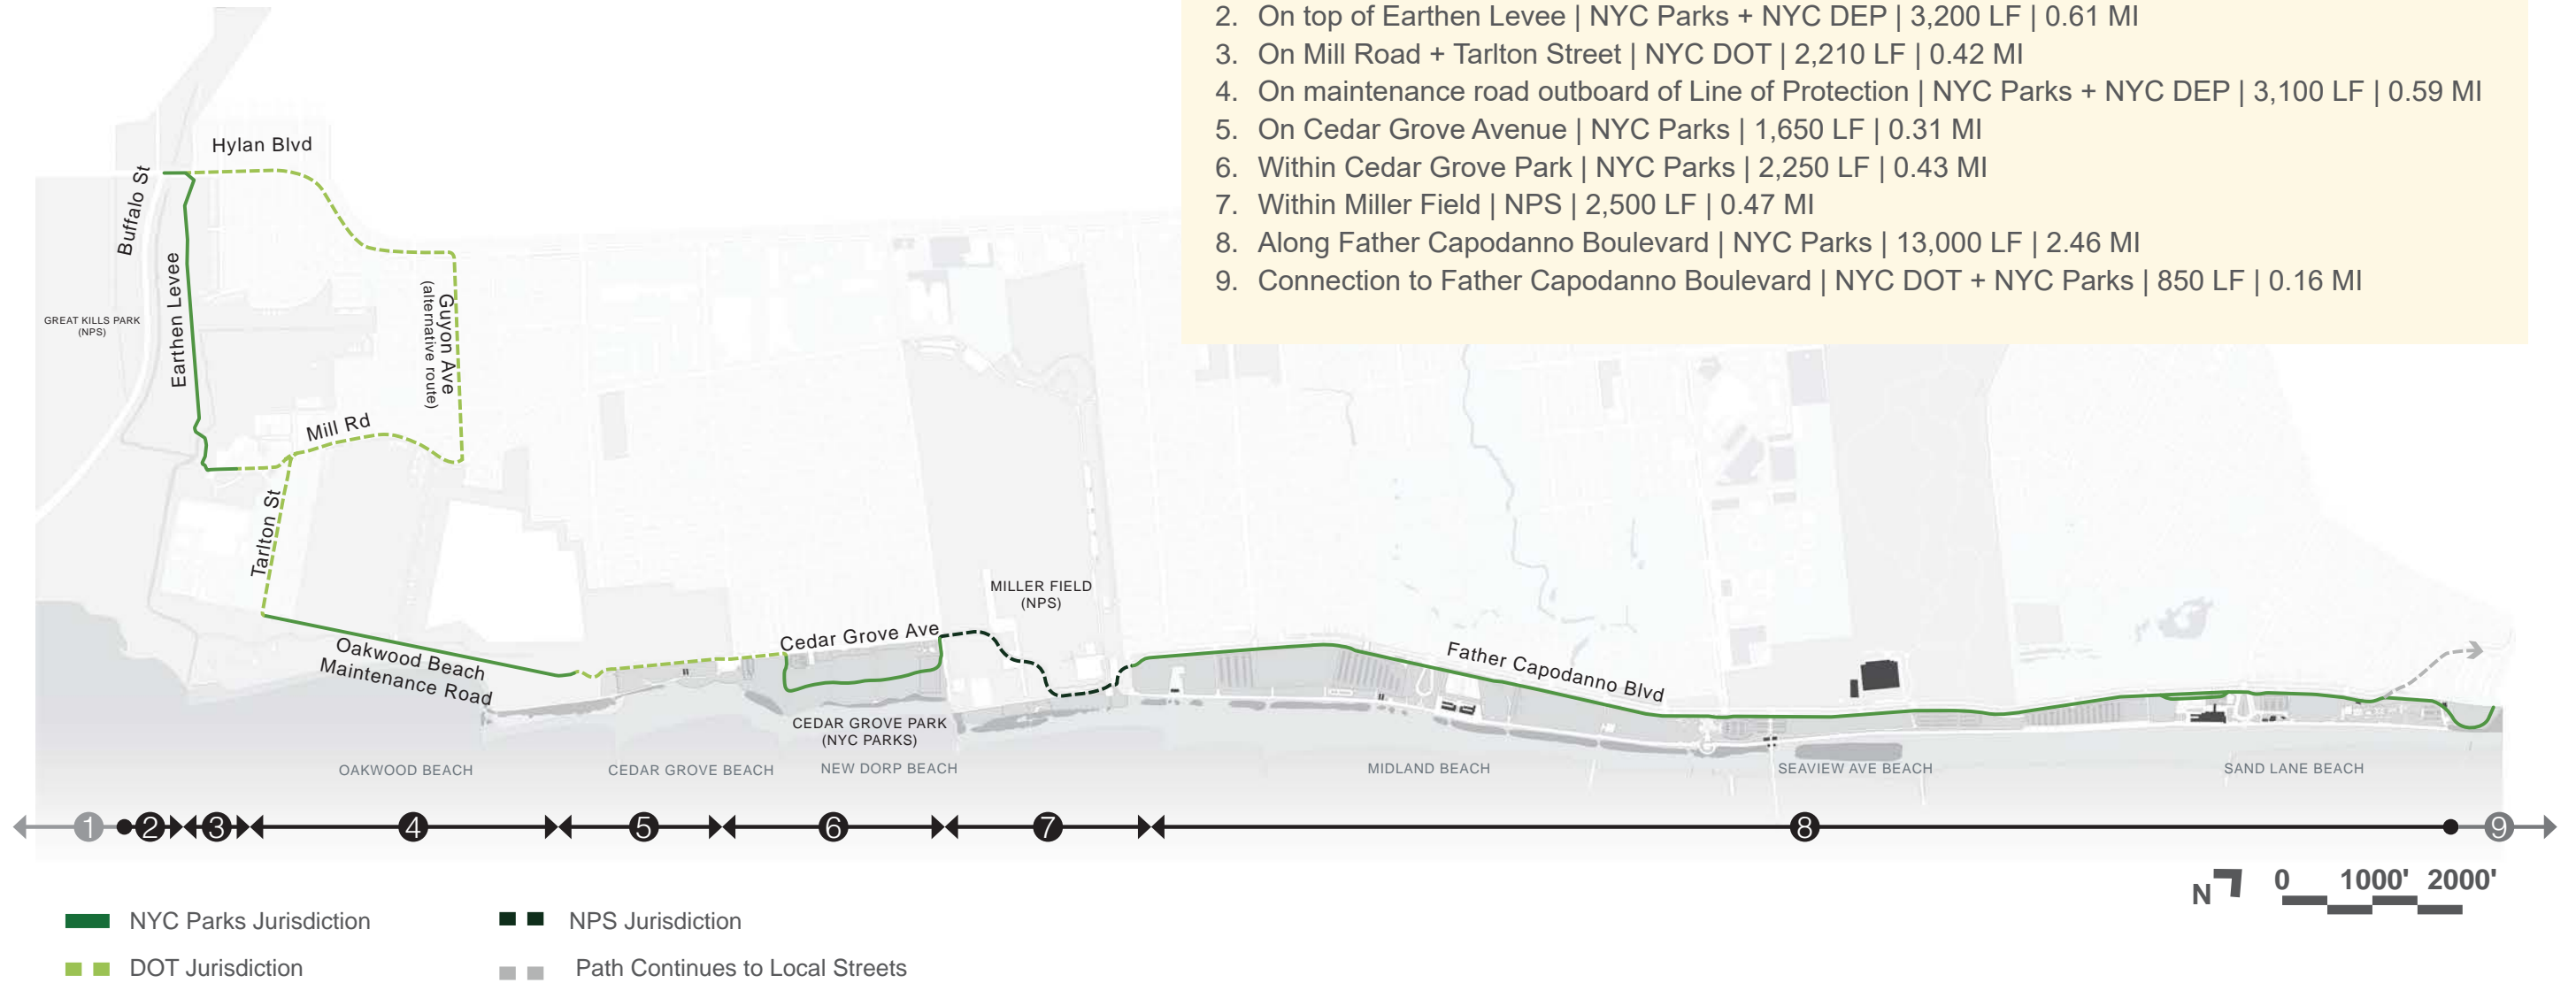 2. On top of Earthen Levee | NYC Parks + NYC DEP | 3,200 LF | 0.61 MI
3. On Mill Road + Tarlton Street | NYC DOT | 2,210 LF | 0.42 MI
4. On maintenance road outboard of Line of Protection | NYC Parks + NYC DEP | 3,100 LF | 0.59 MI
5. On Cedar Grove Avenue | NYC Parks | 1,650 LF | 0.31 MI
6. Within Cedar Grove Park | NYC Parks | 2,250 LF | 0.43 MI
7. Within Miller Field | NPS | 2,500 LF | 0.47 MI
8. Along Father Capodanno Boulevard | NYC Parks | 13,000 LF | 2.46 MI
9. Connection to Father Capodanno Boulevard | NYC DOT + NYC Parks | 850 LF | 0.16 MI
Hylan Blvd
Buffalo St
Earthen Levee
GREAT KILLS PARK
(NPS)
Guyon Ave
(alternative route)
Mill Rd
Tarlton St
Oakwood Beach
Maintenance Road
Cedar Grove Ave
MILLER FIELD
(NPS)
Father Capodanno Blvd
CEDAR GROVE PARK
(NYC PARKS)
OAKWOOD BEACH
CEDAR GROVE BEACH
NEW DORP BEACH
MIDLAND BEACH
SEAVIEW AVE BEACH
SAND LANE BEACH
1 2 3 4 5 6 7 8 9
N
0 1000' 2000'
NYC Parks Jurisdiction
NPS Jurisdiction
DOT Jurisdiction
Path Continues to Local Streets